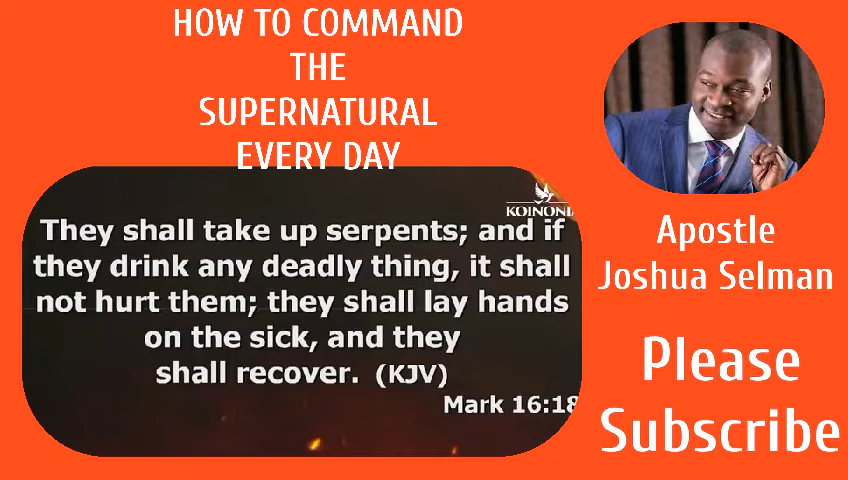 HOW TO COMMAND
THE
SUPERNATURAL
EVERY DAY
KOINONI
They shall take up serpents; and if
they drink any deadly thing, it shall
not hurt them; they shall lay hands
on the sick, and they
shall recover. (KJV)
Mark 16:18
Apostle
Joshua Selman
Please
Subscribe